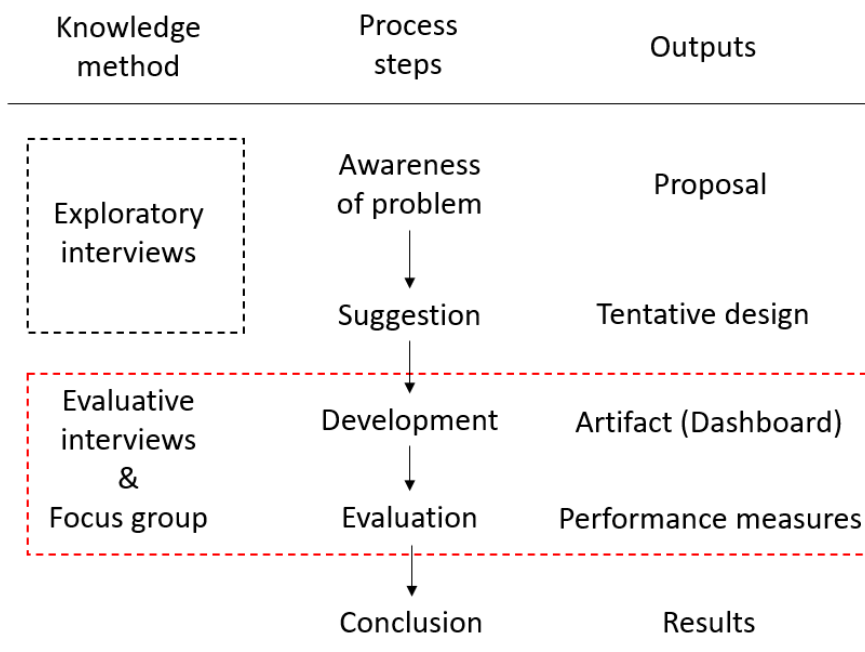 Knowledge
method
Process
steps
Outputs
Exploratory
interviews
Awareness
of problem
Proposal
Suggestion
Tentative design
Evaluative
interviews
&
Focus group
Development
Artifact (Dashboard)
Evaluation
Performance measures
Conclusion
Results